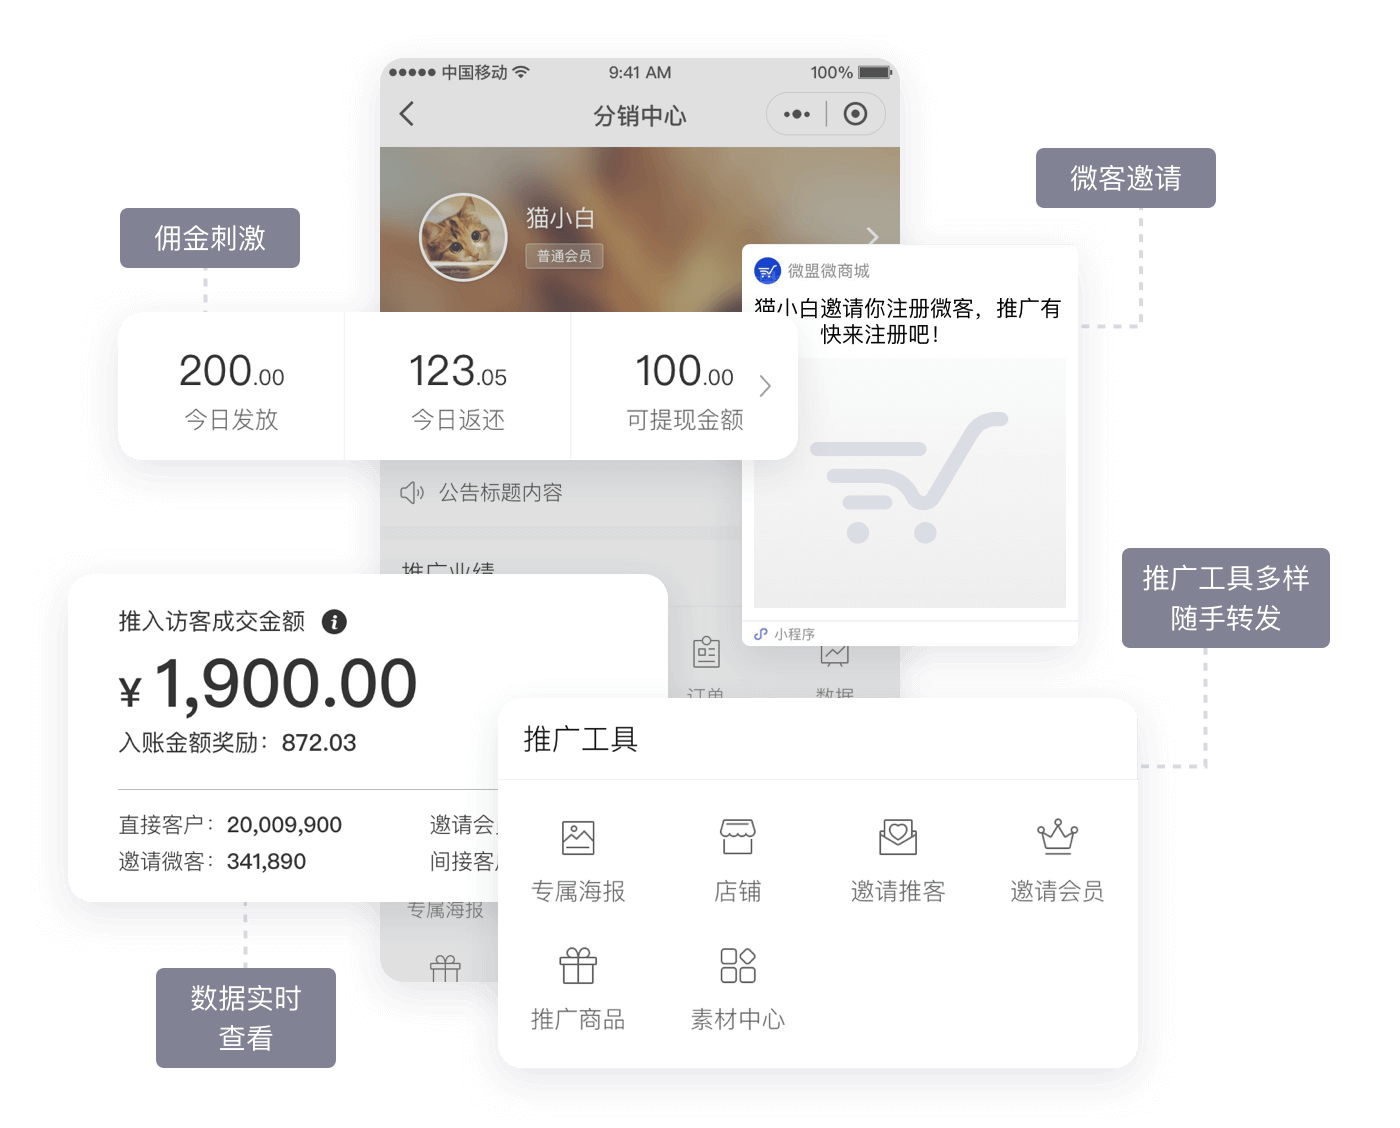 中国移动
9:41 AM
100%
分销中心
微客邀请
佣金刺激
猫小白
普通会员
微盟微商城
猫小白邀请你注册微客，推广有
快来注册吧！
200.00
今日发放
123.05
今日返还
100.00
可提现金额
公告标题内容
推广业绩
推广工具多样
随手转发
推入访客成交金额
¥ 1,900.00
入账金额奖励：872.03
小程序
订单
数据
直接客户：20,009,900
邀请会
邀请微客：341,890
间接客
推广工具
专属海报
店铺
邀请推客
邀请会员
推广商品
素材中心
专属海报
数据实时
查看